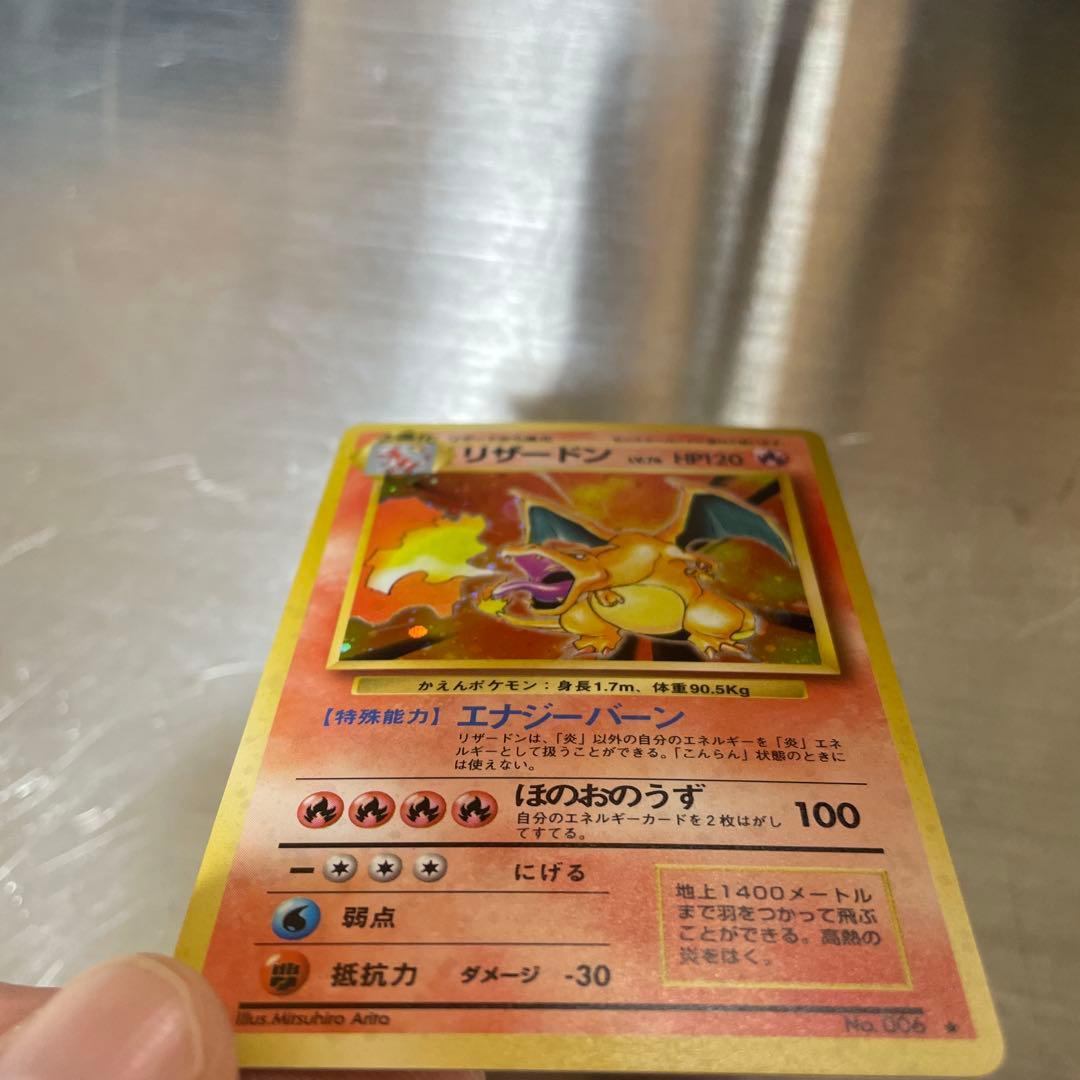 リザードン LV.76 HP120
かえんポケモン：身長1.7m、体重90.5Kg
【特殊能力】エナジーバーン
リザードンは、「炎」以外の自分のエネルギーを「炎」エネ
ルギーとして扱うことができる。「こんらん」状態のときに
は使えない。
ほのおのうず 100
自分のエネルギーカードを２枚はがし
てすてる。
にげる
弱点
抵抗力 ダメージ -30
地上1400メートル
まで羽をつかって飛ぶ
ことができる。高熱の
炎をはく。
Illus.Mitsuhiro Arita
No. 006 ★